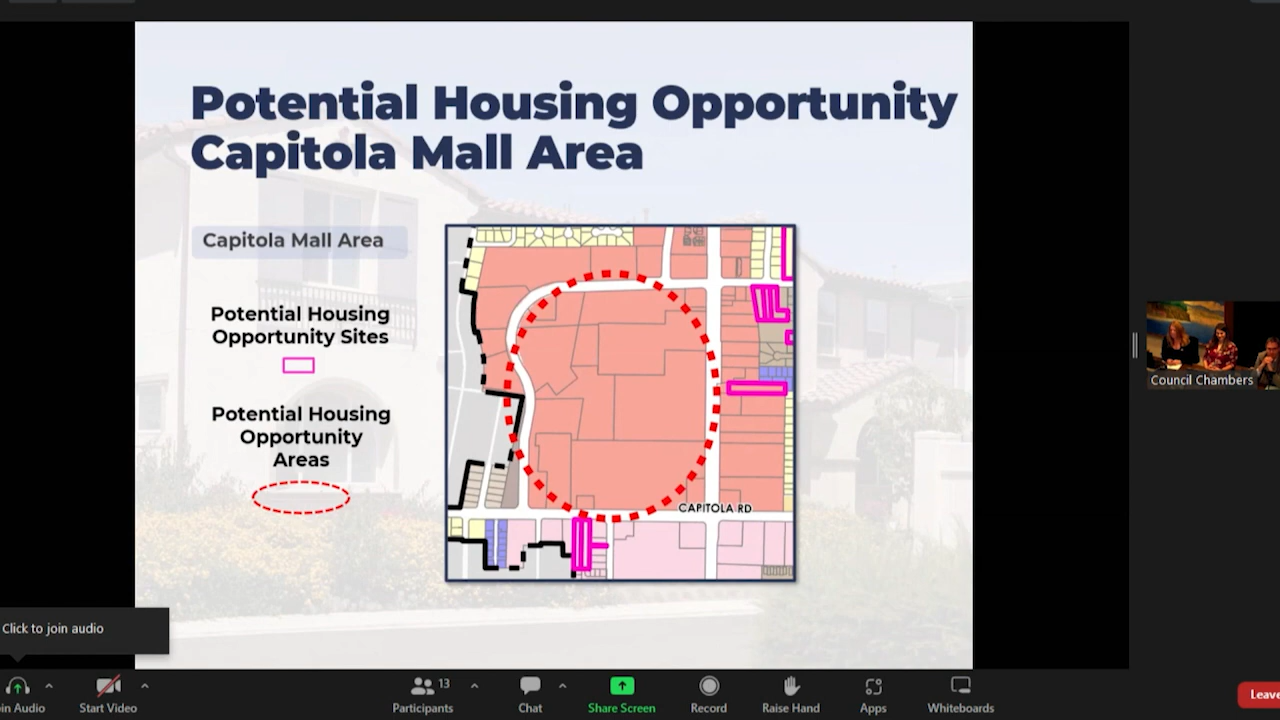 Potential Housing Opportunity
Capitola Mall Area
Capitola Mall Area
Potential Housing
Opportunity Sites
Potential Housing
Opportunity
Areas
CAPITOLA RD
Council Chambers
Click to join audio
in Audio
Start Video
Participants
13
Chat
Share Screen
Record
Raise Hand
Apps
Whiteboards
Leave